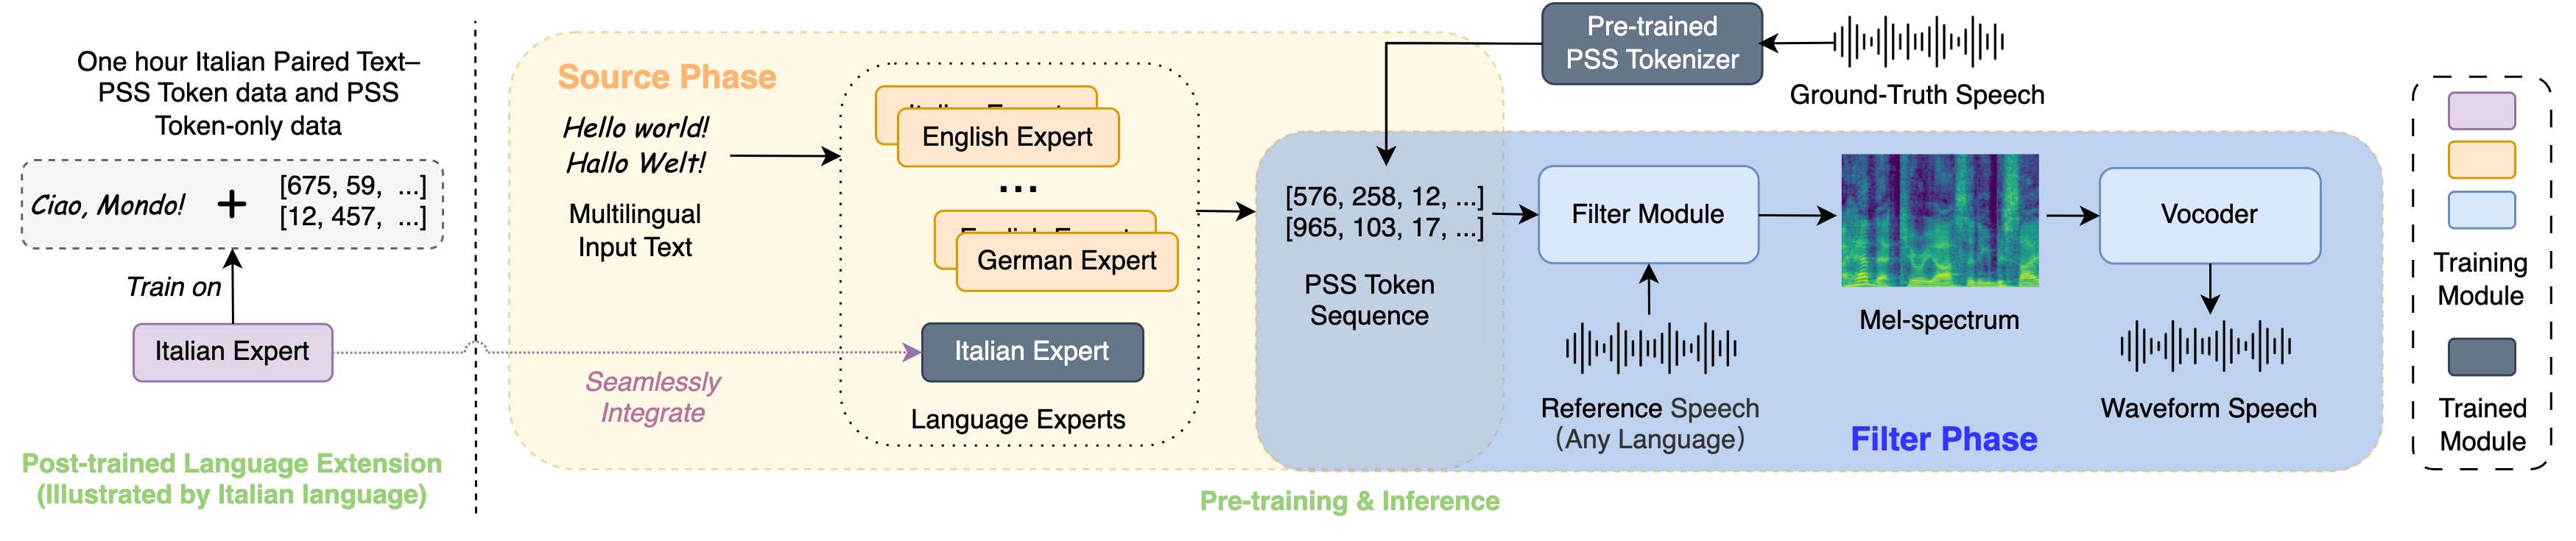 One hour Italian Paired Text–
PSS Token data and PSS
Token-only data
Ciao, Mondo!
+
[675, 59, ...]
[12, 457, ...]
Train on
Italian Expert
Post-trained Language Extension
(Illustrated by Italian language)
Source Phase
Hello world!
Hallo Welt!
Multilingual
Input Text
Seamlessly
Integrate
English Expert
...
German Expert
Italian Expert
Language Experts
Pre-trained
PSS Tokenizer
Ground-Truth Speech
[576, 258, 12, ...]
[965, 103, 17, ...]
PSS Token
Sequence
Filter Module
Reference Speech
(Any Language)
Mel-spectrum
Vocoder
Waveform Speech
Filter Phase
Pre-training & Inference
Training
Module
Trained
Module